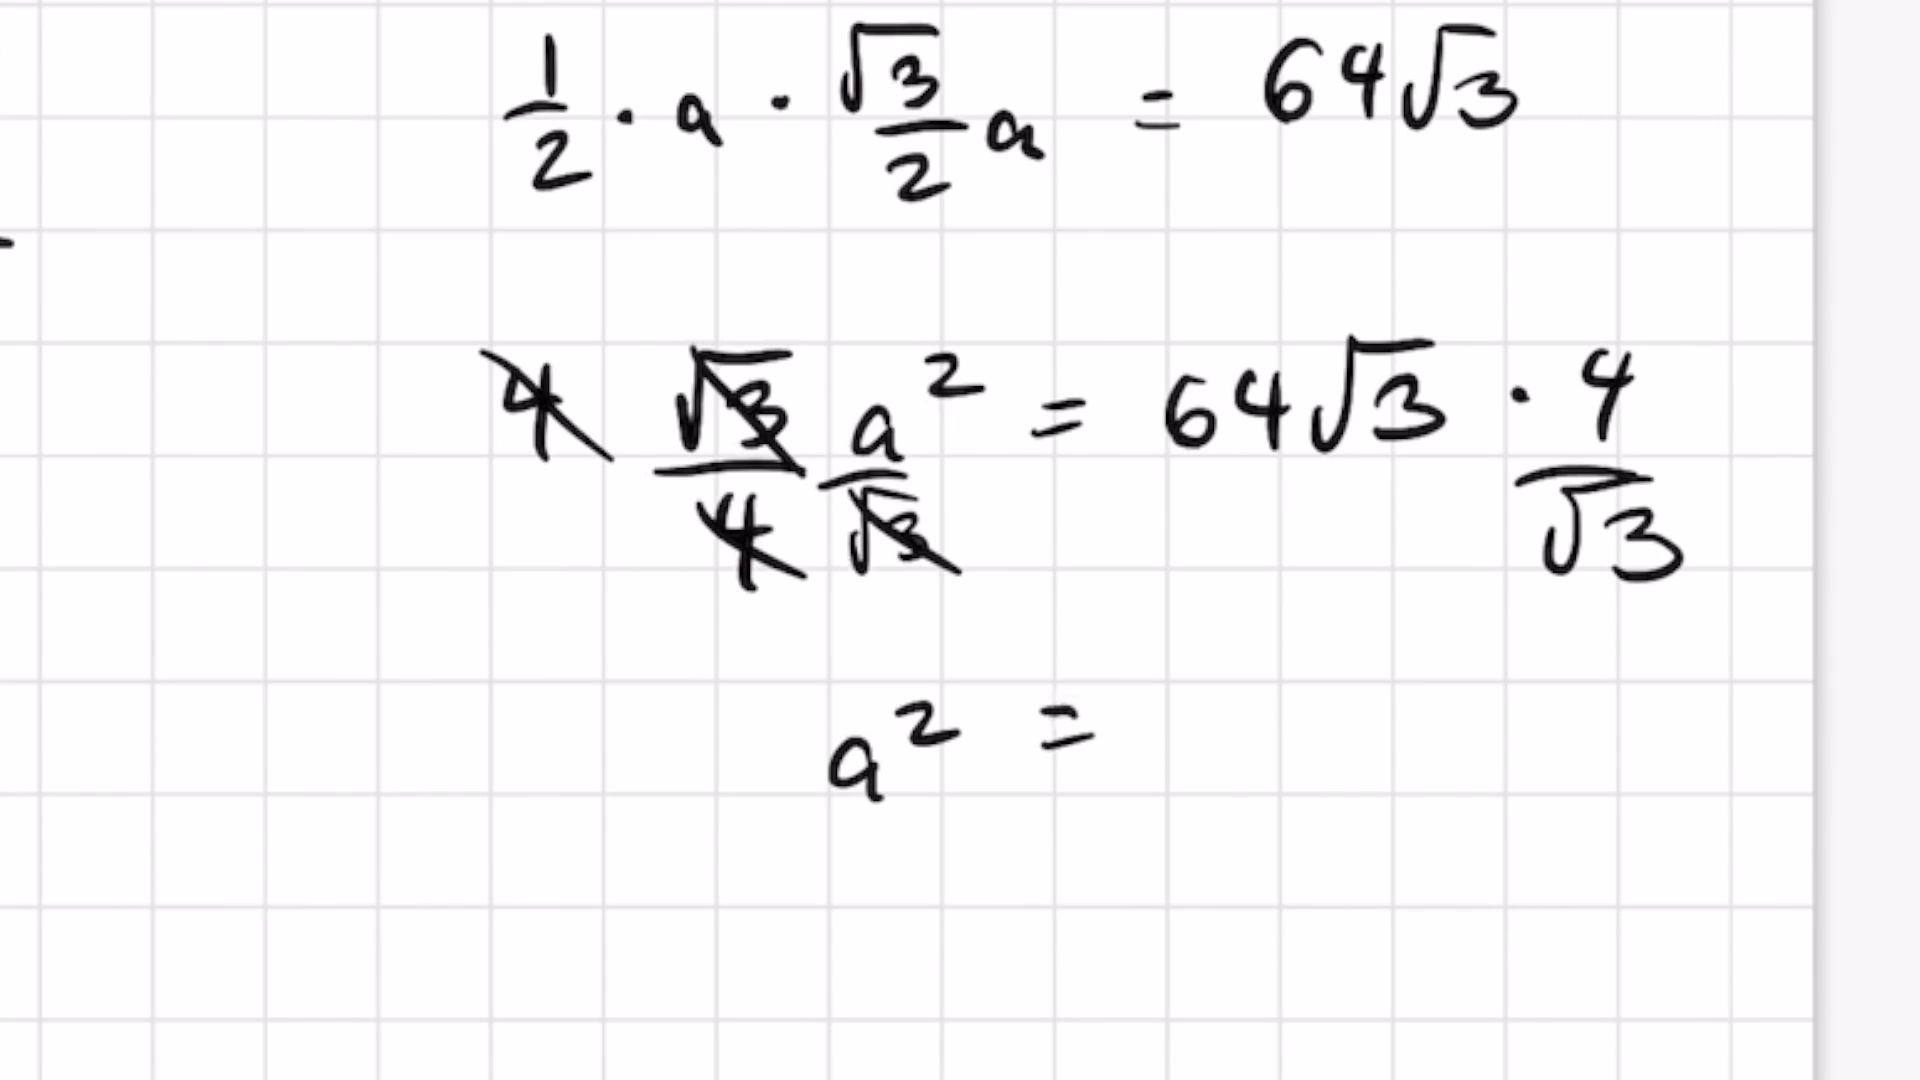 1/2 · a · √3/2 a = 64√3
4 √3/4 a²/√3 = 64√3 · 4/√3
a² =